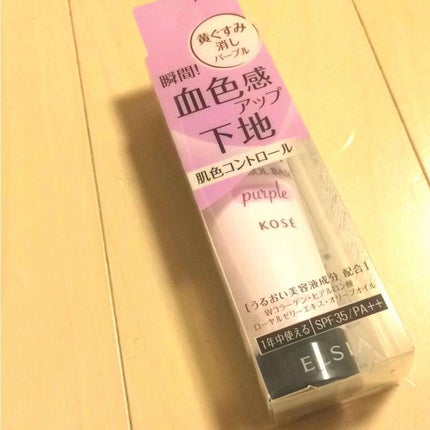 黄ぐすみ
消し
パープル
瞬間!
血色感
アップ
下地
肌色コントロール
ROL BAS
purple
KOSÉ
[うるおい美容液成分 配合]
Wコラーゲン・ヒアルロン酸
ローヤルゼリーエキス・オリーブオイル
1年中使える SPF35/PA++
ELSIA